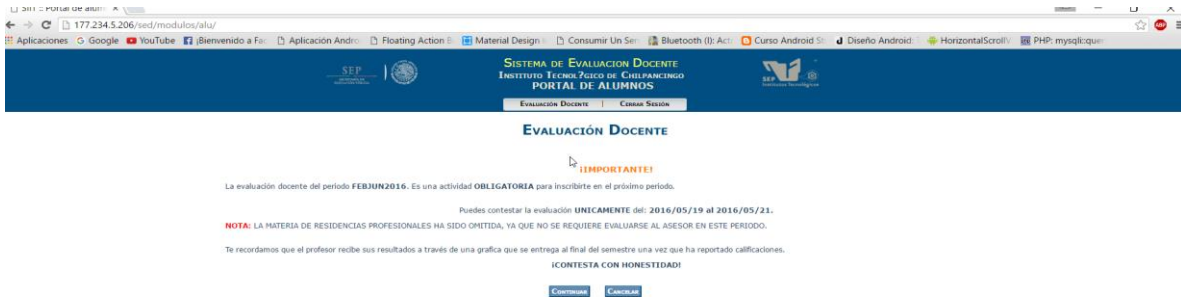 177.234.5.206/sed/modulos/alu/
Aplicaciones Google YouTube ¡Bienvenido a Fac Aplicación Andro Floating Action B Material Design Consumir Un Ser Bluetooth (I): Act Curso Android St Diseño Android: HorizontalScrollV PHP: mysqli:quer
SEP
SISTEMA DE EVALUACION DOCENTE
INSTITUTO TECNOL?GICO DE CHILPANCINGO
PORTAL DE ALUMNOS
SEP
Institutos Tecnológicos
EVALUACIÓN DOCENTE | CERRAR SESIÓN
EVALUACIÓN DOCENTE
¡IMPORTANTE!
La evaluación docente del periodo FEBJUN2016. Es una actividad OBLIGATORIA para inscribirte en el próximo periodo.
Puedes contestar la evaluación UNICAMENTE del: 2016/05/19 al 2016/05/21.
NOTA: LA MATERIA DE RESIDENCIAS PROFESIONALES HA SIDO OMITIDA, YA QUE NO SE REQUIERE EVALUARSE AL ASESOR EN ESTE PERIODO.
Te recordamos que el profesor recibe sus resultados a través de una grafica que se entrega al final del semestre una vez que ha reportado calificaciones.
¡CONTESTA CON HONESTIDAD!
CONTINUAR CANCELAR